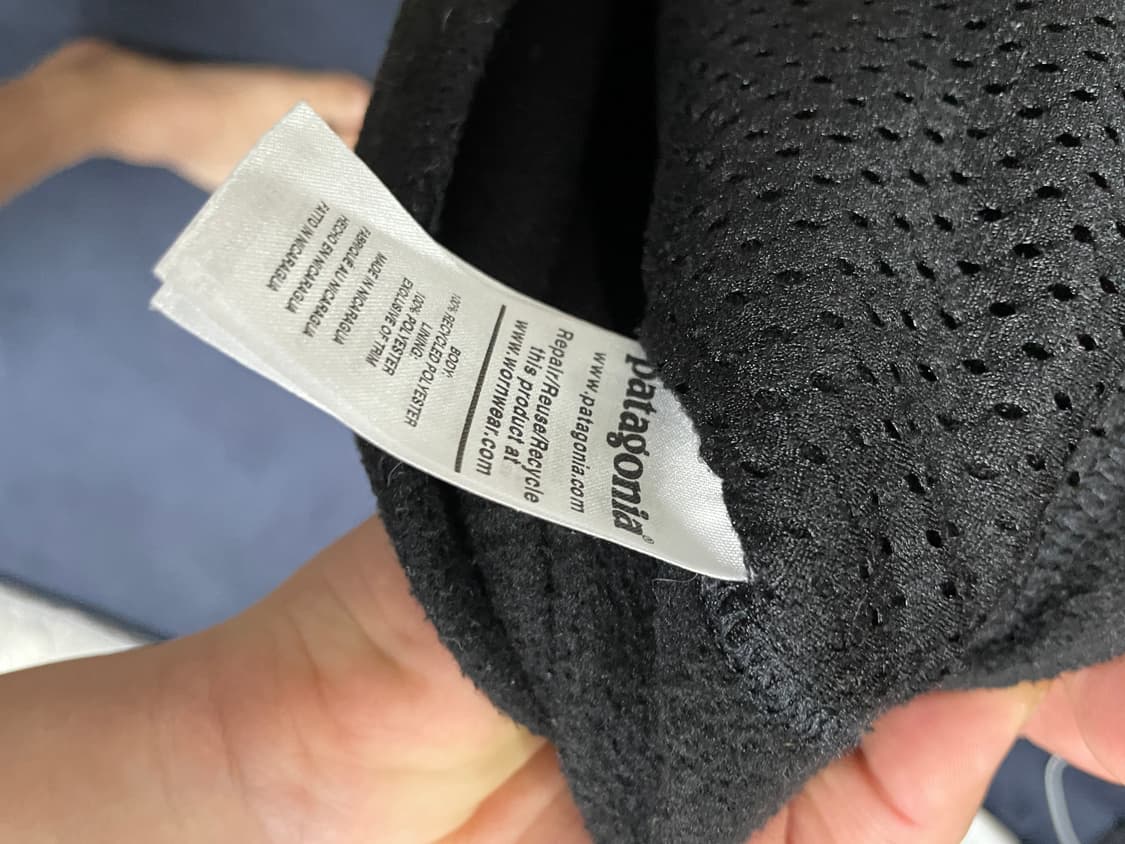 patagonia®
www.patagonia.com
Repair/Reuse/Recycle
this product at
www.wornwear.com
BODY:
100% RECYCLED POLYESTER
LINING:
100% POLYESTER
EXCLUSIVE OF TRIM
MADE IN NICARAGUA
FABRIQUÉ AU NICARAGUA
HECHO EN NICARAGUA
FATTO IN NICARAGUA